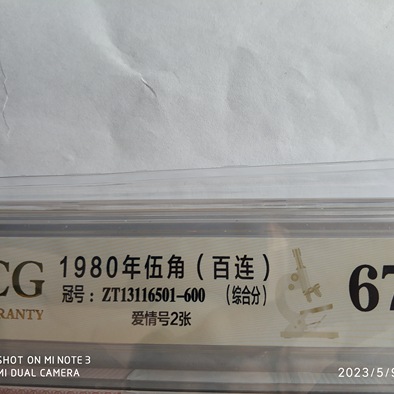 CG
RANTY
1980年伍角（百连）
冠号：ZT13116501-600 （综合分）
爱情号2张
67
SHOT ON MI NOTE 3
MI DUAL CAMERA
2023/5/9